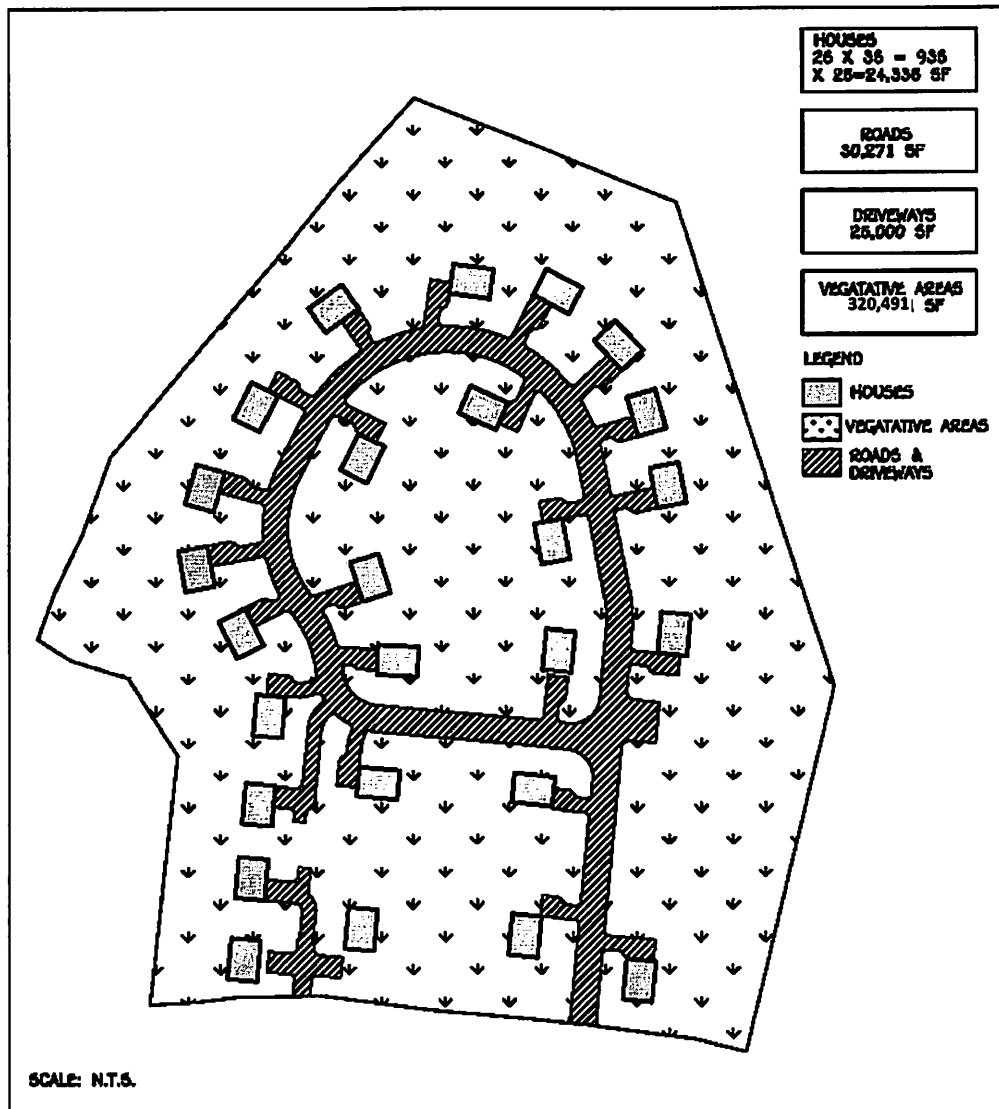 HOUSES
26 X 36 = 936
X 26=24,336 SF
ROADS
30,271 SF
DRIVEWAYS
26,000 SF
VEGATATIVE AREAS
320,491 SF
LEGEND
HOUSES
VEGATATIVE AREAS
ROADS &
DRIVEWAYS
SCALE: N.T.S.